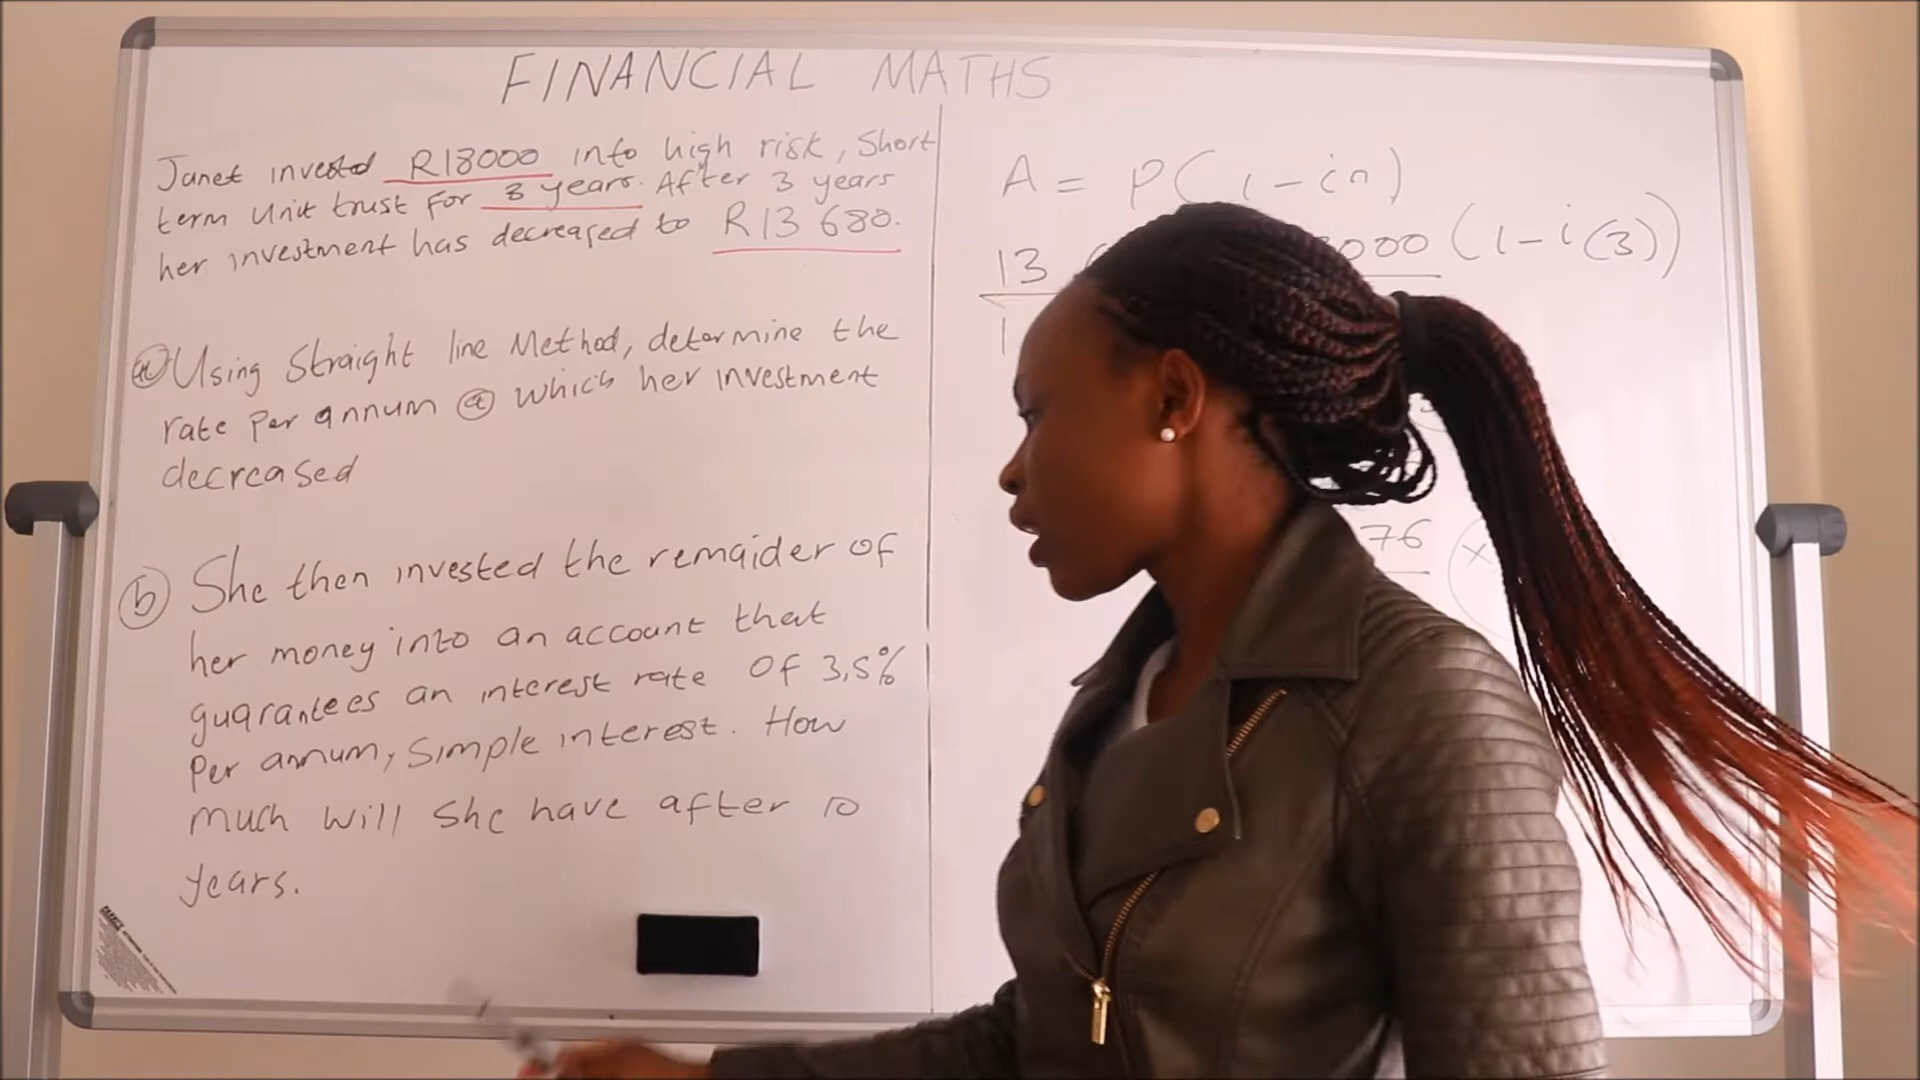 FINANCIAL MATHS
Janet invested R18000 into high risk, Short
term Unit trust for 3 years. After 3 years
her investment has decreased to R13 680.
a Using Straight line Method, determine the
rate Per annum @ which her investment
decreased
b She then invested the remaider of
her money into an account that
guarantees an interest rate Of 3,5%
Per annum, Simple interest. How
much will She have after 10
years.
A = P(1-in)
13 000 (1-i(3))
1
76 x